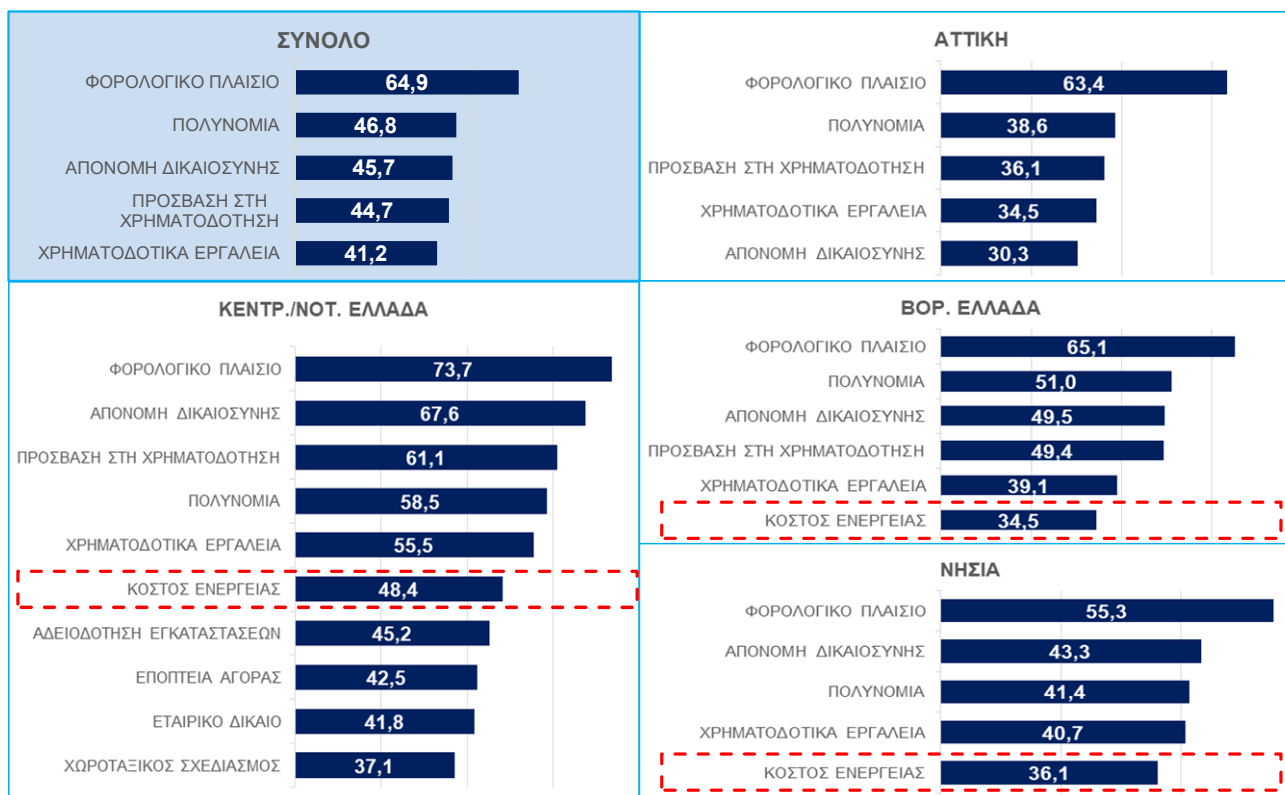 ΣΥΝΟΛΟ
ΦΟΡΟΛΟΓΙΚΟ ΠΛΑΙΣΙΟ 64,9
ΠΟΛΥΝΟΜΙΑ 46,8
ΑΠΟΝΟΜΗ ΔΙΚΑΙΟΣΥΝΗΣ 45,7
ΠΡΟΣΒΑΣΗ ΣΤΗ
ΧΡΗΜΑΤΟΔΟΤΗΣΗ 44,7
ΧΡΗΜΑΤΟΔΟΤΙΚΑ ΕΡΓΑΛΕΙΑ 41,2
ΑΤΤΙΚΗ
ΦΟΡΟΛΟΓΙΚΟ ΠΛΑΙΣΙΟ 63,4
ΠΟΛΥΝΟΜΙΑ 38,6
ΠΡΟΣΒΑΣΗ ΣΤΗ ΧΡΗΜΑΤΟΔΟΤΗΣΗ 36,1
ΧΡΗΜΑΤΟΔΟΤΙΚΑ ΕΡΓΑΛΕΙΑ 34,5
ΑΠΟΝΟΜΗ ΔΙΚΑΙΟΣΥΝΗΣ 30,3
ΚΕΝΤΡ./ΝΟΤ. ΕΛΛΑΔΑ
ΦΟΡΟΛΟΓΙΚΟ ΠΛΑΙΣΙΟ 73,7
ΑΠΟΝΟΜΗ ΔΙΚΑΙΟΣΥΝΗΣ 67,6
ΠΡΟΣΒΑΣΗ ΣΤΗ ΧΡΗΜΑΤΟΔΟΤΗΣΗ 61,1
ΠΟΛΥΝΟΜΙΑ 58,5
ΧΡΗΜΑΤΟΔΟΤΙΚΑ ΕΡΓΑΛΕΙΑ 55,5
ΚΟΣΤΟΣ ΕΝΕΡΓΕΙΑΣ 48,4
ΑΔΕΙΟΔΟΤΗΣΗ ΕΓΚΑΤΑΣΤΑΣΕΩΝ 45,2
ΕΠΟΠΤΕΙΑ ΑΓΟΡΑΣ 42,5
ΕΤΑΙΡΙΚΟ ΔΙΚΑΙΟ 41,8
ΧΩΡΟΤΑΞΙΚΟΣ ΣΧΕΔΙΑΣΜΟΣ 37,1
ΒΟΡ. ΕΛΛΑΔΑ
ΦΟΡΟΛΟΓΙΚΟ ΠΛΑΙΣΙΟ 65,1
ΠΟΛΥΝΟΜΙΑ 51,0
ΑΠΟΝΟΜΗ ΔΙΚΑΙΟΣΥΝΗΣ 49,5
ΠΡΟΣΒΑΣΗ ΣΤΗ ΧΡΗΜΑΤΟΔΟΤΗΣΗ 49,4
ΧΡΗΜΑΤΟΔΟΤΙΚΑ ΕΡΓΑΛΕΙΑ 39,1
ΚΟΣΤΟΣ ΕΝΕΡΓΕΙΑΣ 34,5
ΝΗΣΙΑ
ΦΟΡΟΛΟΓΙΚΟ ΠΛΑΙΣΙΟ 55,3
ΑΠΟΝΟΜΗ ΔΙΚΑΙΟΣΥΝΗΣ 43,3
ΠΟΛΥΝΟΜΙΑ 41,4
ΧΡΗΜΑΤΟΔΟΤΙΚΑ ΕΡΓΑΛΕΙΑ 40,7
ΚΟΣΤΟΣ ΕΝΕΡΓΕΙΑΣ 36,1